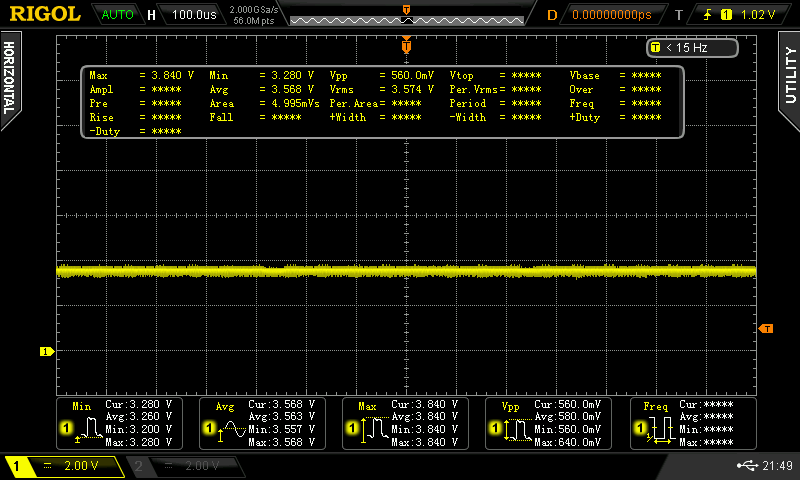 RIGOL AUTO H 100.0us 2.000GSa/s D 0.00000000ps T 1 1.02 V
56.0M pts
T
T
T < 15 Hz
HORIZONTAL
UTILITY
Max = 3.840 V Min = 3.280 V Vpp = 560.0mV Vtop = ***** Vbase = *****
Ampl = ***** Avg = 3.568 V Vrms = 3.574 V Per.Vrms= ***** Over = *****
Pre = ***** Area = 4.995mVs Per.Area= ***** Period = ***** Freq = *****
Rise = ***** Fall = ***** +Width = ***** -Width = ***** +Duty = *****
-Duty = *****
T
1
Min Cur:3.280 V Avg Cur:3.568 V Max Cur:3.840 V Vpp Cur:560.0mV Freq Cur:*****
Avg:3.260 V Avg:3.563 V Avg:3.840 V Avg:580.0mV Avg:*****
1 Min:3.200 V 1 Min:3.557 V 1 Min:3.840 V 1 Min:560.0mV 1 Min:*****
Max:3.280 V Max:3.568 V Max:3.840 V Max:640.0mV Max:*****
1 2.00 V 2 2.00 V 21:49